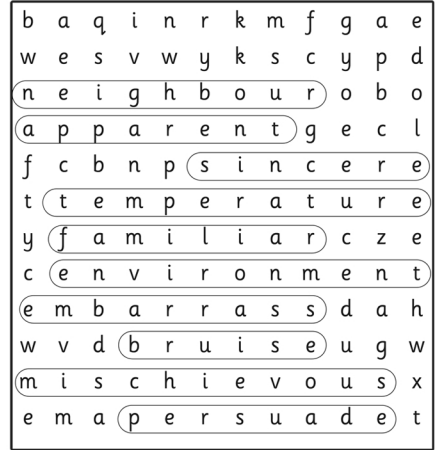 b a q i n r k m f g a e
w e s v w y k s c y p d
n e i g h b o u r o b o
a p p a r e n t g e c l
f c b n p s i n c e r e
t t e m p e r a t u r e
y f a m i l i a r c z e
c e n v i r o n m e n t
e m b a r r a s s d a h
w v d b r u i s e u g w
m i s c h i e v o u s x
e m a p e r s u a d e t